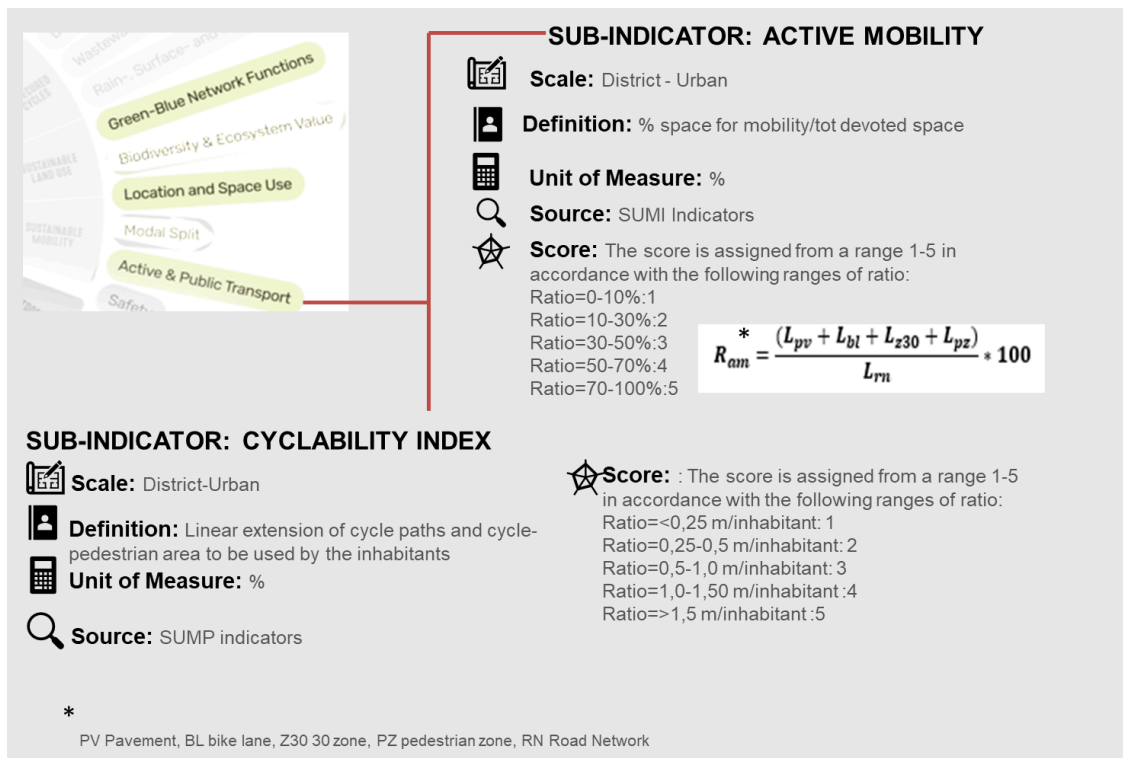 SUB-INDICATOR: ACTIVE MOBILITY
Rain-, Surface- and
Green-Blue Network Functions
Biodiversity & Ecosystem Value
SUSTAINABLE
LAND USE
Location and Space Use
SUSTAINABLE
MOBILITY
Modal Split
Active & Public Transport
Safety
Scale: District - Urban
Definition: % space for mobility/tot devoted space
Unit of Measure: %
Source: SUMI Indicators
Score: The score is assigned from a range 1-5 in
accordance with the following ranges of ratio:
Ratio=0-10%:1
Ratio=10-30%:2
Ratio=30-50%:3
Ratio=50-70%:4
Ratio=70-100%:5
*
R_am = (L_pv + L_bl + L_z30 + L_pz) / L_rn * 100
SUB-INDICATOR: CYCLABILITY INDEX
Scale: District-Urban
Definition: Linear extension of cycle paths and cycle-
pedestrian area to be used by the inhabitants
Unit of Measure: %
Source: SUMP indicators
Score: : The score is assigned from a range 1-5
in accordance with the following ranges of ratio:
Ratio=<0,25 m/inhabitant: 1
Ratio=0,25-0,5 m/inhabitant: 2
Ratio=0,5-1,0 m/inhabitant: 3
Ratio=1,0-1,50 m/inhabitant :4
Ratio=>1,5 m/inhabitant :5
*
PV Pavement, BL bike lane, Z30 30 zone, PZ pedestrian zone, RN Road Network